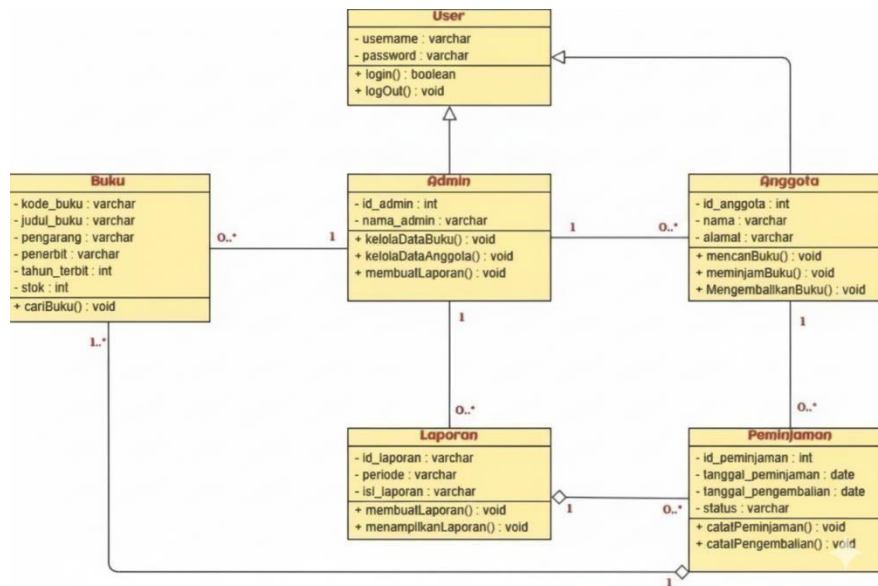 User
- username : varchar
- password : varchar
+ login() : boolean
+ logOut() : void
Buku
- kode_buku : varchar
- judul_buku : varchar
- pengarang : varchar
- penerbit : varchar
- tahun_terbit : int
- stok : int
+ cariBuku() : void
0..*
1
Admin
- id_admin : int
- nama_admin : varchar
+ kelolaDataBuku() : void
+ kelolaDataAnggota() : void
+ membuatLaporan() : void
1
0..*
Anggota
- id_anggota : int
- nama : varchar
- alamat : varchar
+ mencanBuku() : void
+ meminjamBuku() : void
+ MengembalikanBuku() : void
1..*
1
1
0..*
0..*
Laporan
- id_laporan : varchar
- periode : varchar
- isl_laporan : varchar
+ membuatLaporan() : void
+ menampilkanLaporan() : void
1
0..*
Peminjaman
- id_peminjaman : int
- tanggal_peminjaman : date
- tanggal_pengembalian : date
- status : varchar
+ catatPeminjaman() : void
+ catalPengembalian() : void
1